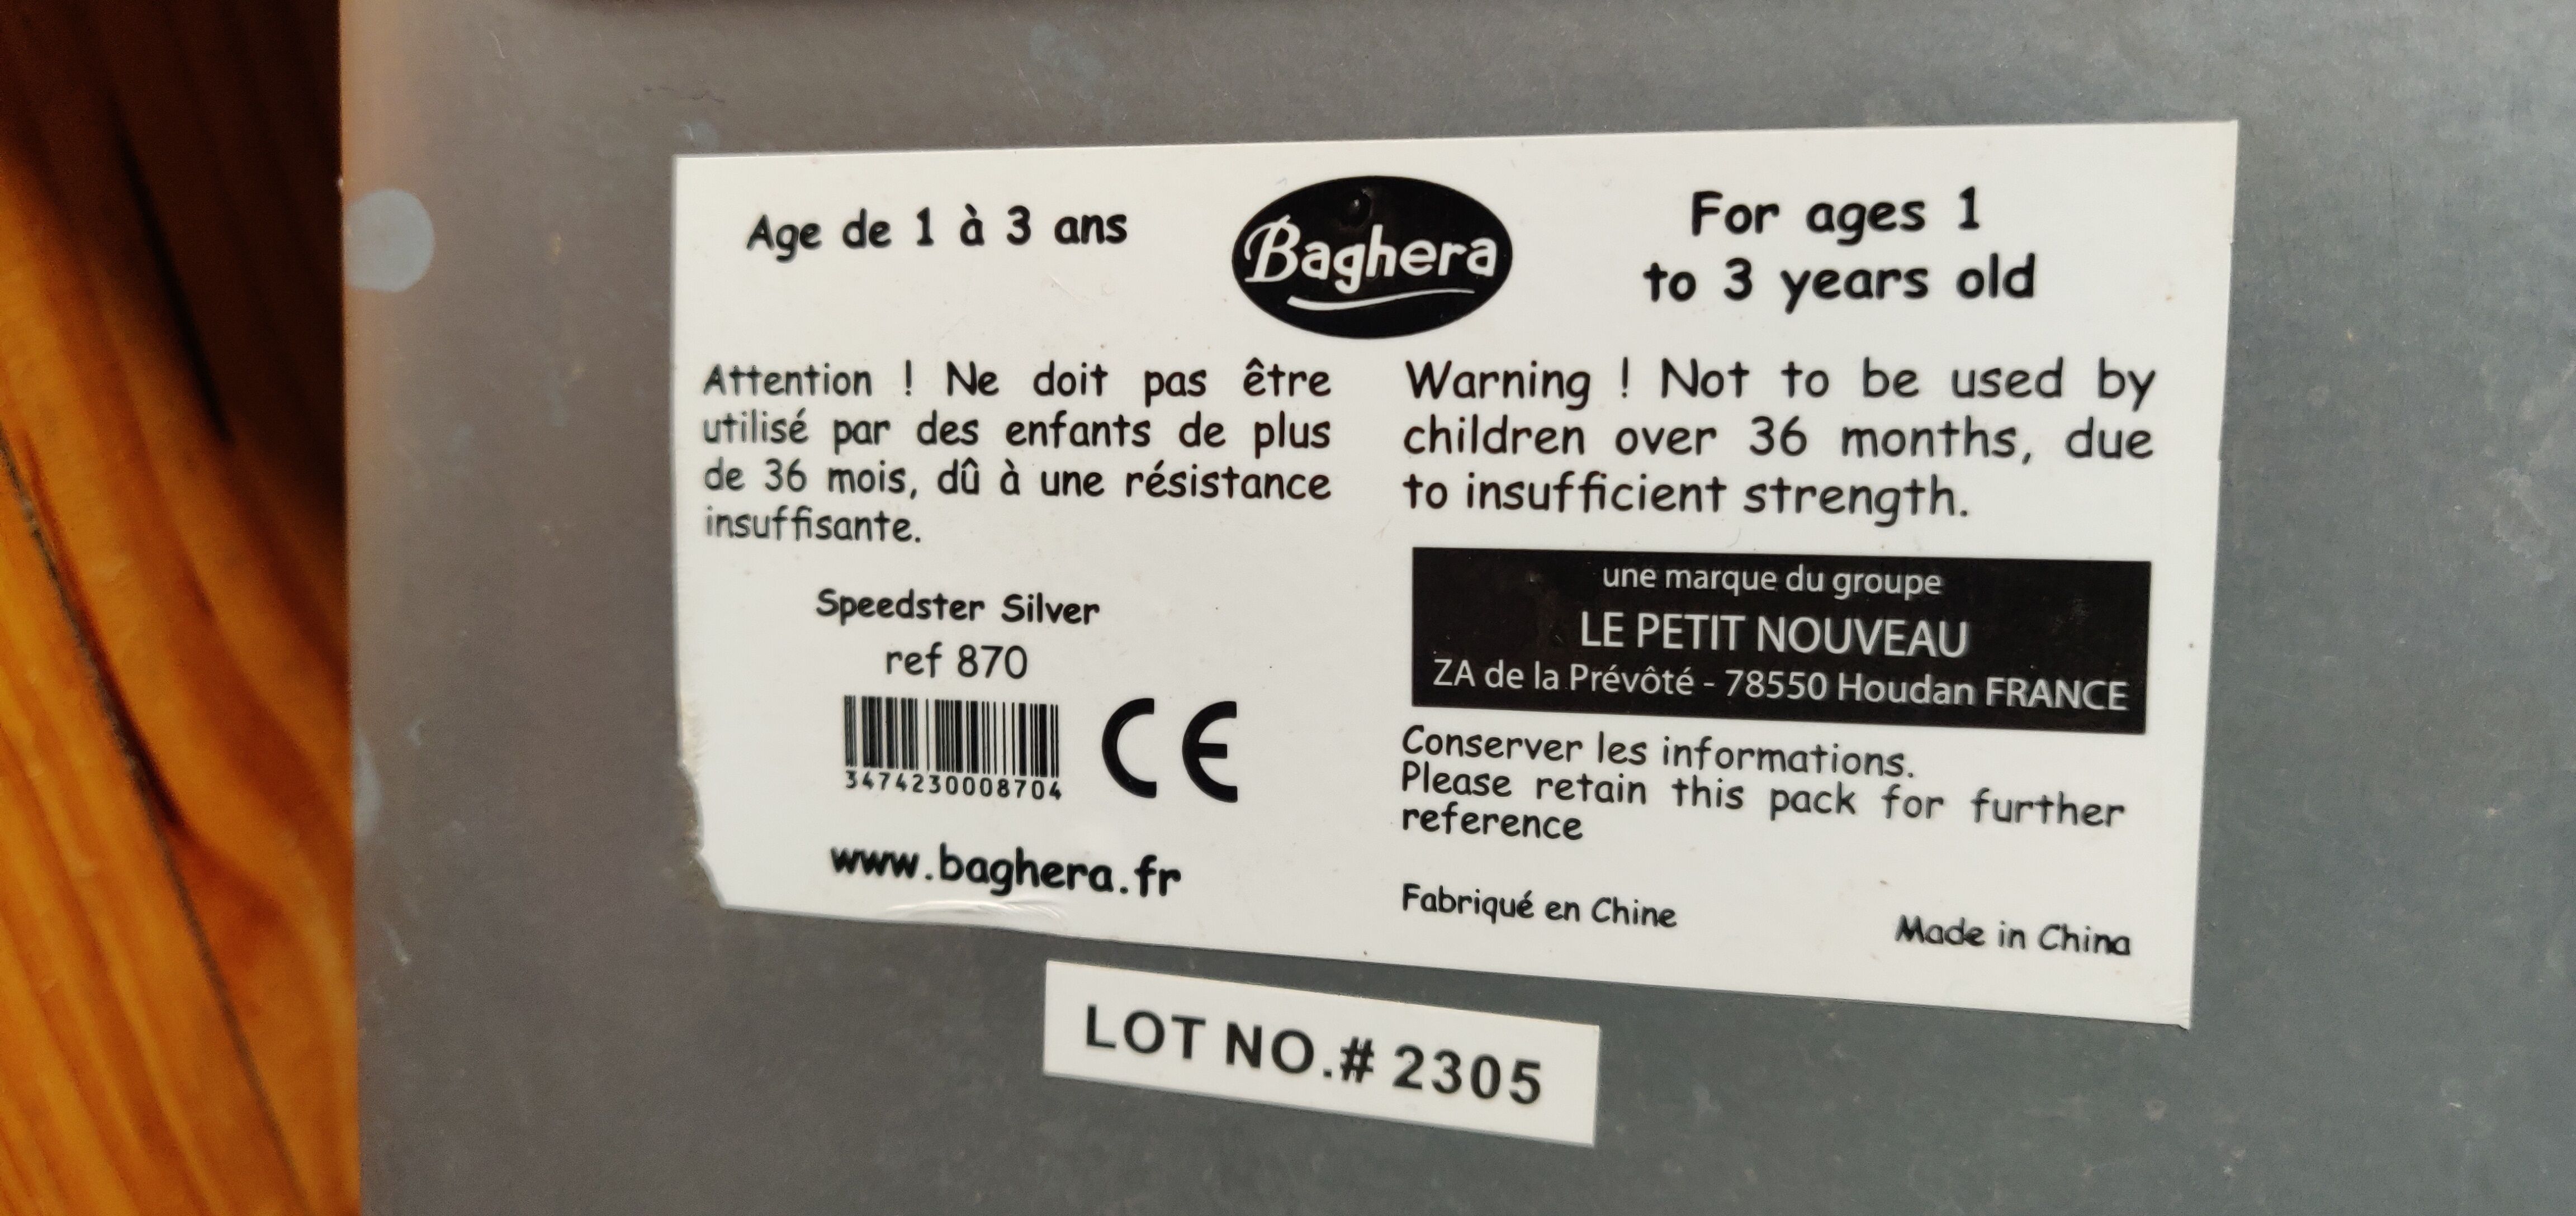 Age de 1 à 3 ans
Baghera
For ages 1
to 3 years old
Attention ! Ne doit pas être
utilisé par des enfants de plus
de 36 mois, dû à une résistance
insuffisante.
Warning ! Not to be used by
children over 36 months, due
to insufficient strength.
Speedster Silver
ref 870
3474230008704
CE
www.baghera.fr
une marque du groupe
LE PETIT NOUVEAU
ZA de la Prévôté - 78550 Houdan FRANCE
Conserver les informations.
Please retain this pack for further
reference
Fabriqué en Chine
Made in China
LOT NO.# 2305